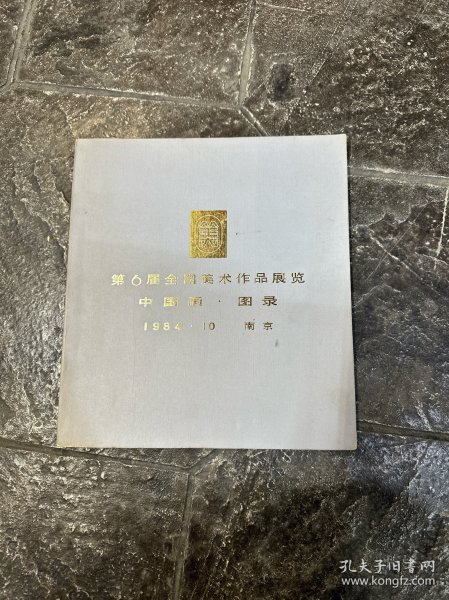 第6届全国美术作品展览
中国画·图录
1984·10 南京
孔夫子旧书网
www.kongfz.com